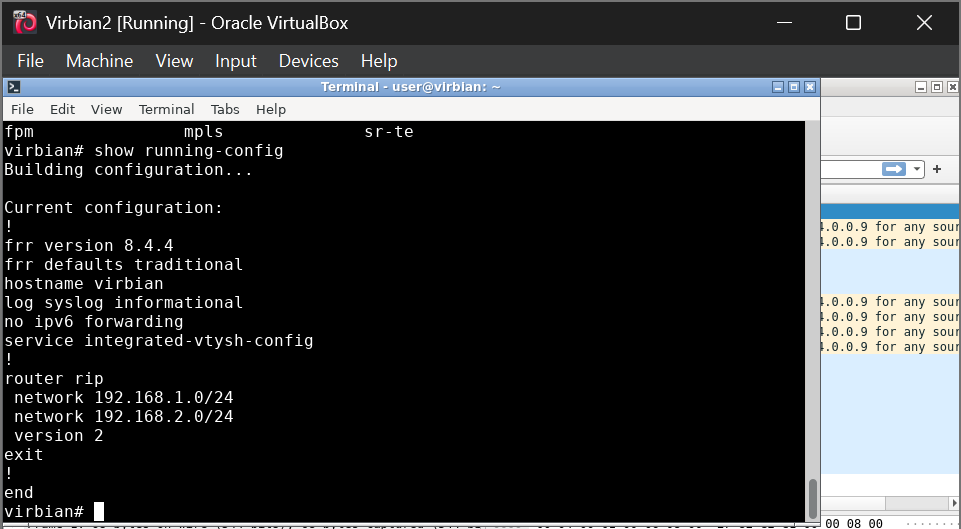 Virbian2 [Running] - Oracle VirtualBox
File Machine View Input Devices Help
Terminal - user@virbian: ~
File Edit View Terminal Tabs Help
fpm mpls sr-te
virbian# show running-config
Building configuration...
Current configuration:
!
frr version 8.4.4
frr defaults traditional
hostname virbian
log syslog informational
no ipv6 forwarding
service integrated-vtysh-config
!
router rip
network 192.168.1.0/24
network 192.168.2.0/24
version 2
exit
!
end
virbian#
4.0.0.9 for any sour
4.0.0.9 for any sour
4.0.0.9 for any sour
4.0.0.9 for any sour
4.0.0.9 for any sour
4.0.0.9 for any sour
00 08 00